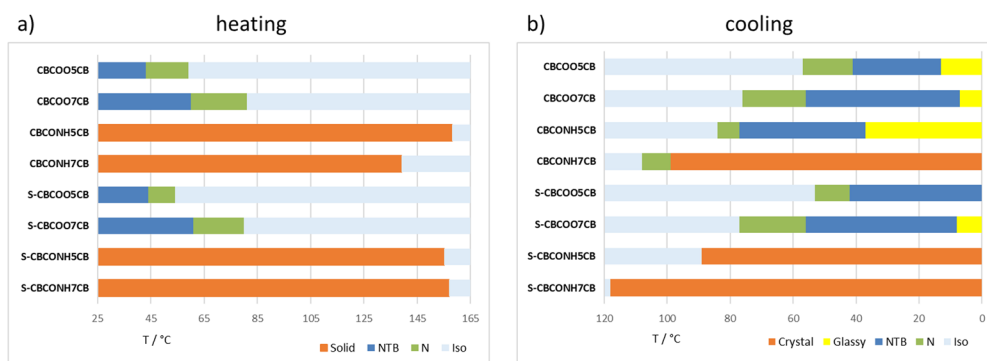 a)
heating
CBCOO5CB
CBCOO7CB
CBCONH5CB
CBCONH7CB
S-CBCOO5CB
S-CBCOO7CB
S-CBCONH5CB
S-CBCONH7CB
25 45 65 85 105 125 145 165
T / °C
Solid NTB N Iso
b)
cooling
CBCOO5CB
CBCOO7CB
CBCONH5CB
CBCONH7CB
S-CBCOO5CB
S-CBCOO7CB
S-CBCONH5CB
S-CBCONH7CB
120 100 80 60 40 20 0
T / °C
Crystal Glassy NTB N Iso